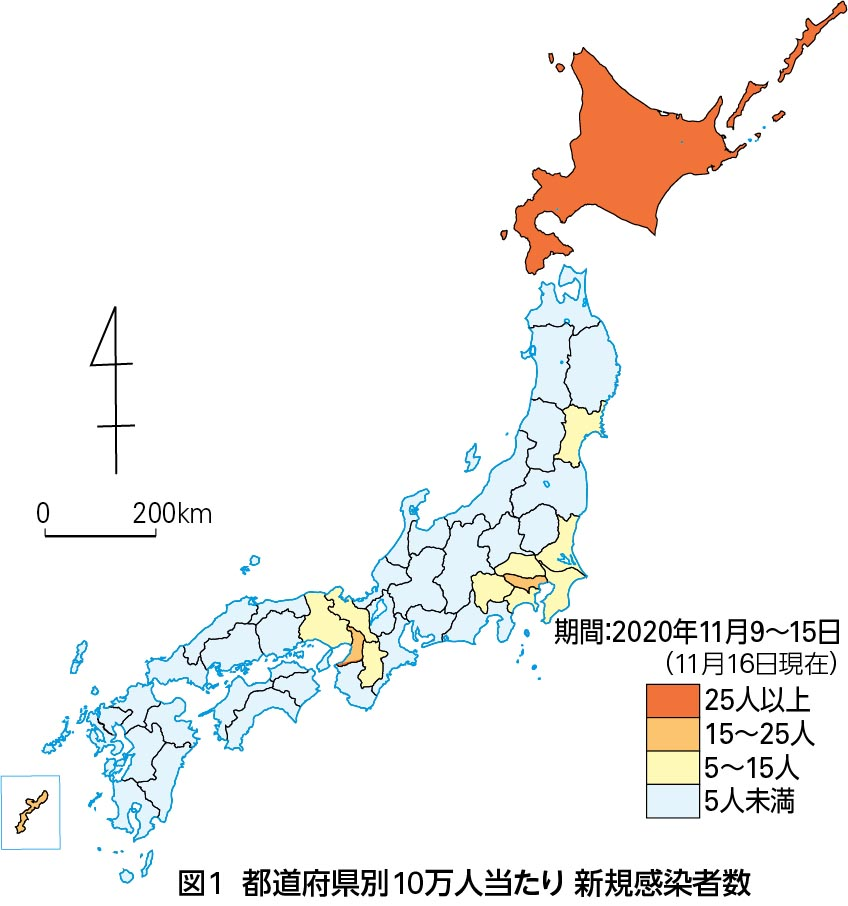 0 200km
期間:2020年11月9～15日
(11月16日現在)
25人以上
15～25人
5～15人
5人未満
図1 都道府県別10万人当たり 新規感染者数